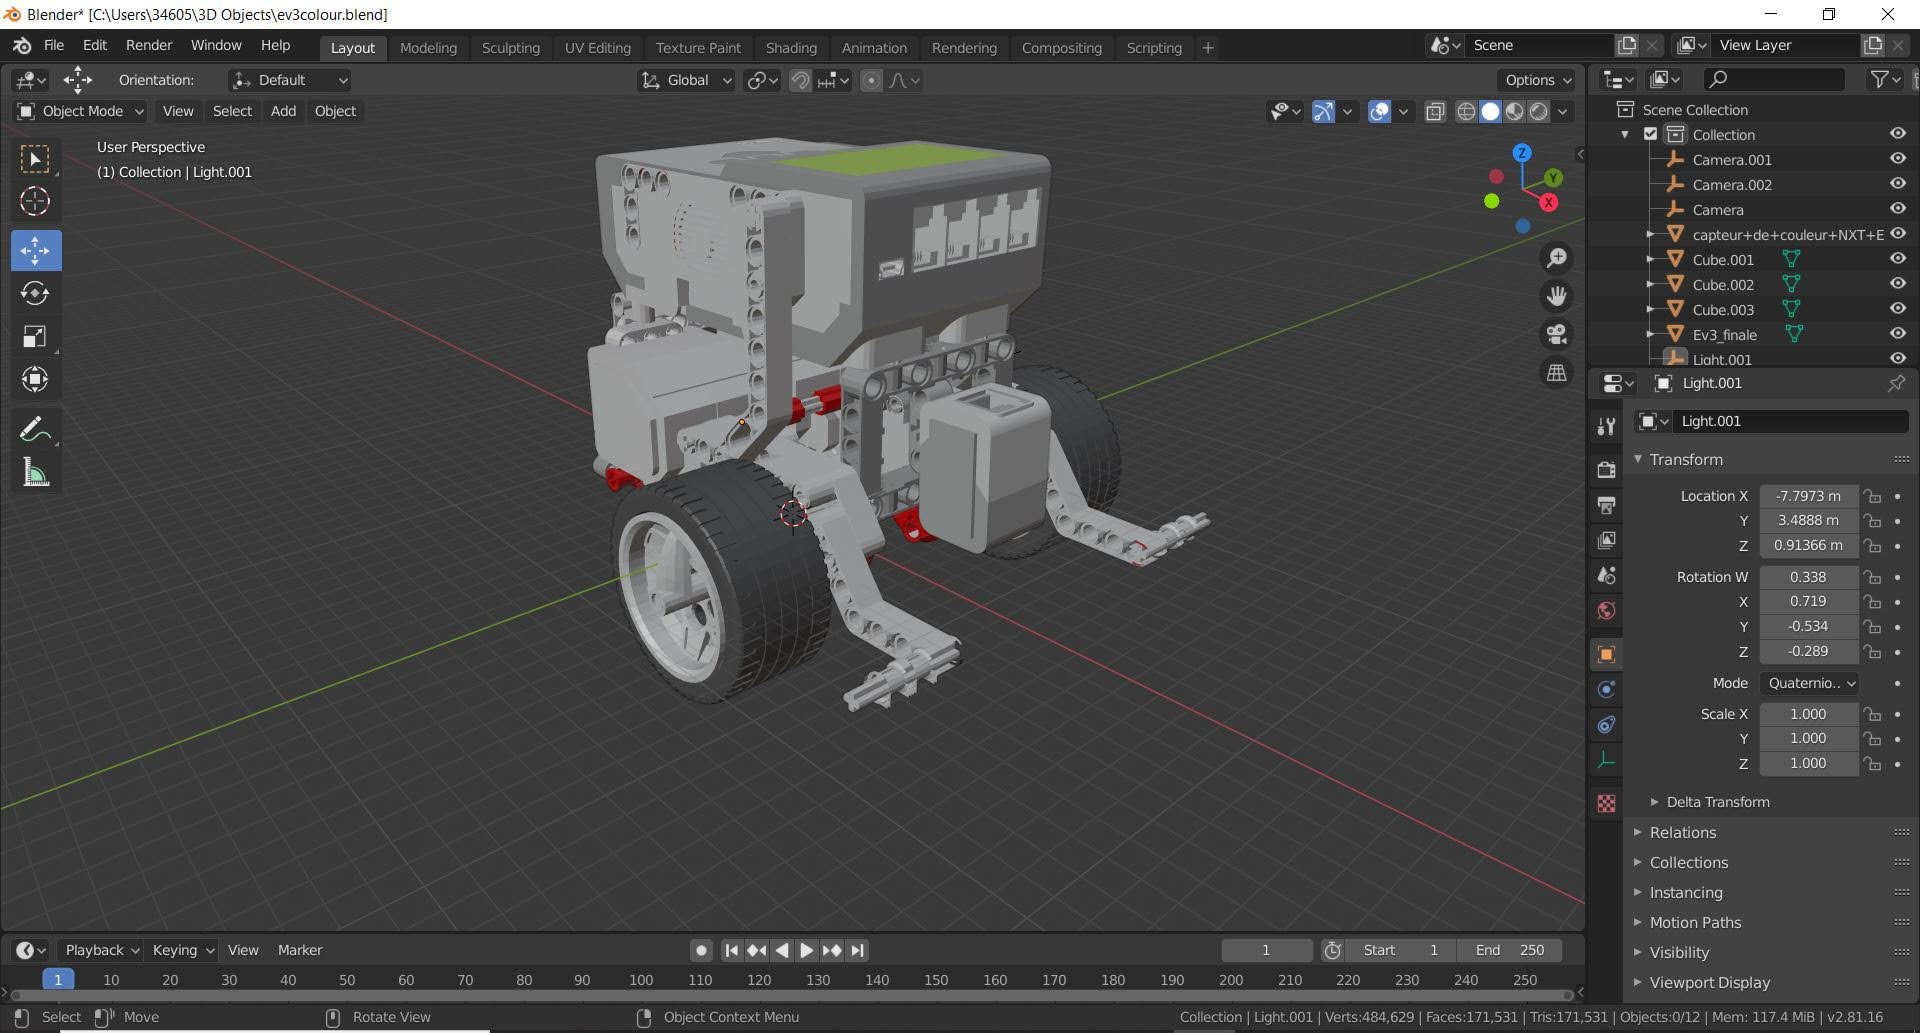 Blender* [C:\Users\34605\3D Objects\ev3colour.blend]
File Edit Render Window Help Layout Modeling Sculpting UV Editing Texture Paint Shading Animation Rendering Compositing Scripting + Scene View Layer
Orientation: Default Global Options
Object Mode View Select Add Object
User Perspective
(1) Collection | Light.001
Z
Y
X
Scene Collection
Collection
Camera.001
Camera.002
Camera
capteur+de+couleur+NXT+E
Cube.001
Cube.002
Cube.003
Ev3_finale
Light.001
Light.001
Light.001
Transform
Location X -7.7973 m
Y 3.4888 m
Z 0.91366 m
Rotation W 0.338
X 0.719
Y -0.534
Z -0.289
Mode Quaternio..
Scale X 1.000
Y 1.000
Z 1.000
Delta Transform
Relations
Collections
Instancing
Motion Paths
Visibility
Viewport Display
Playback Keying View Marker 1 Start 1 End 250
1 10 20 30 40 50 60 70 80 90 100 110 120 130 140 150 160 170 180 190 200 210 220 230 240 250
Select Move Rotate View Object Context Menu Collection | Light.001 | Verts:484,629 | Faces:171,531 | Tris:171,531 | Objects:0/12 | Mem: 117.4 MiB | v2.81.16